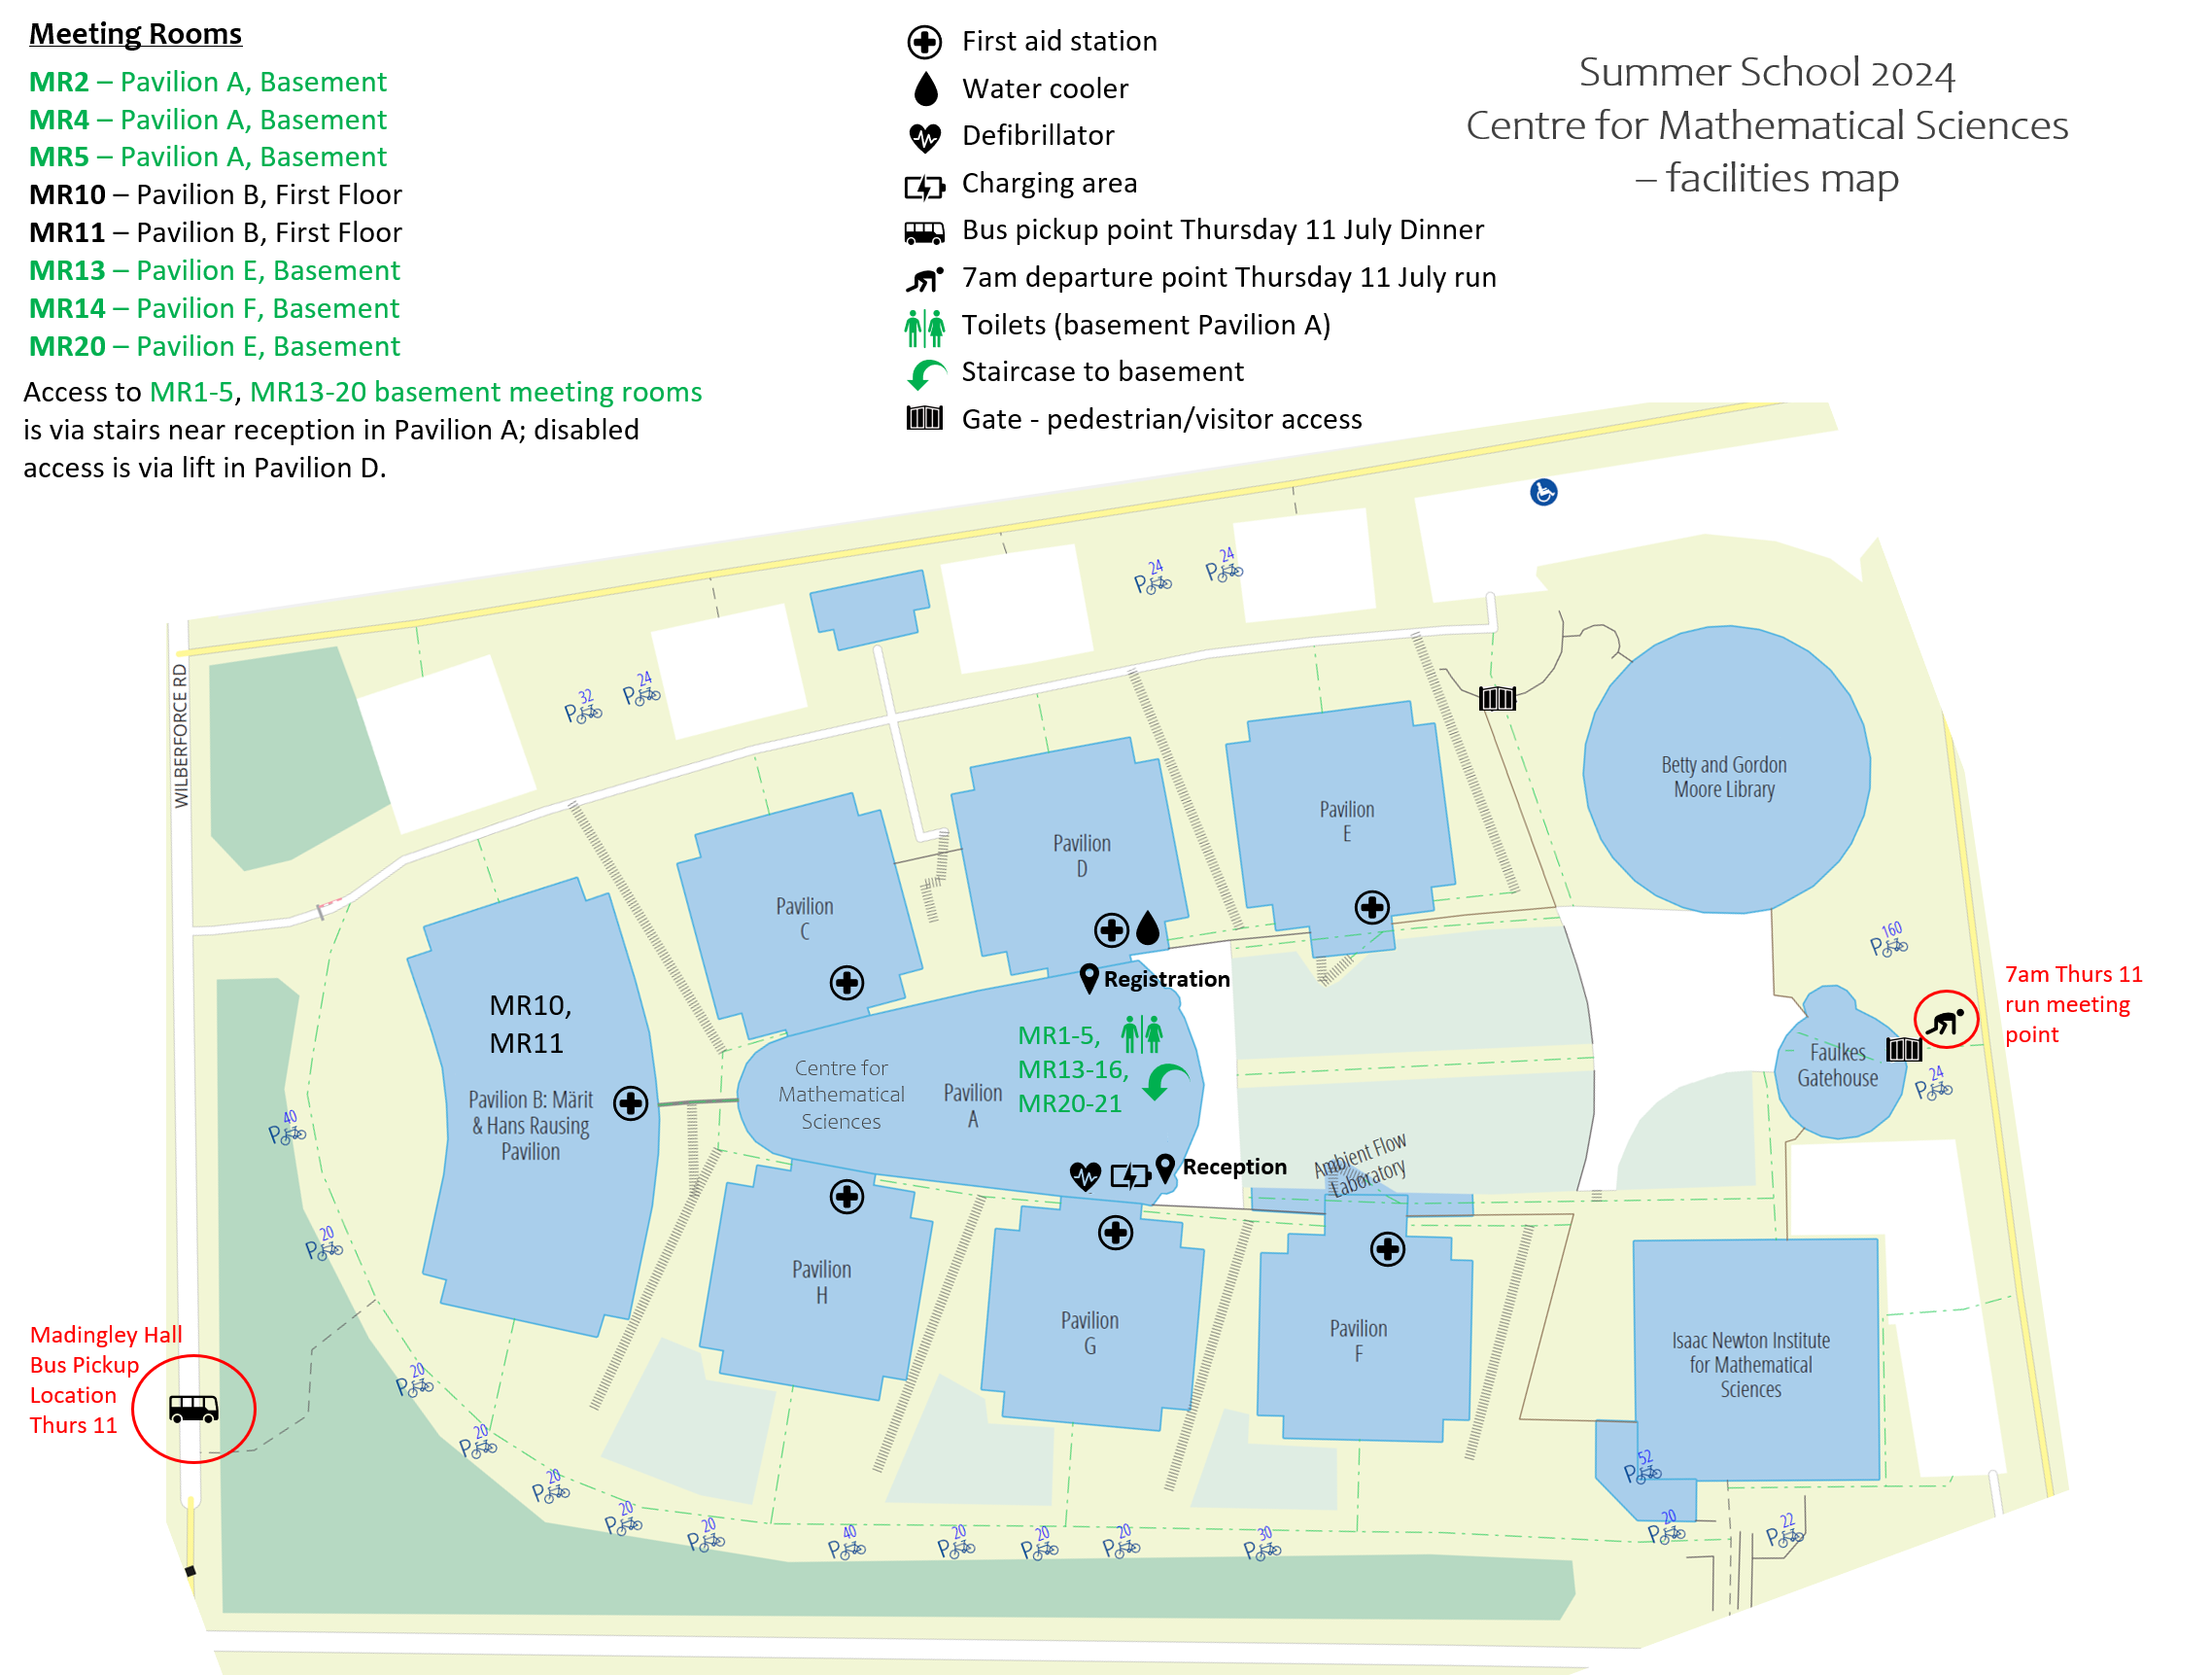 Meeting Rooms
MR2 – Pavilion A, Basement
MR4 – Pavilion A, Basement
MR5 – Pavilion A, Basement
MR10 – Pavilion B, First Floor
MR11 – Pavilion B, First Floor
MR13 – Pavilion E, Basement
MR14 – Pavilion F, Basement
MR20 – Pavilion E, Basement
Access to MR1-5, MR13-20 basement meeting rooms
is via stairs near reception in Pavilion A; disabled
access is via lift in Pavilion D.
First aid station
Water cooler
Defibrillator
Charging area
Bus pickup point Thursday 11 July Dinner
7am departure point Thursday 11 July run
Toilets (basement Pavilion A)
Staircase to basement
Gate - pedestrian/visitor access
Summer School 2024
Centre for Mathematical Sciences
– facilities map
24
P
24
P
32
P
24
P
WILBERFORCE RD
Betty and Gordon
Moore Library
Pavilion
E
Pavilion
D
Pavilion
C
160
P
Registration
7am Thurs 11
run meeting
point
MR10,
MR11
MR1-5,
MR13-16,
MR20-21
Centre for
Mathematical
Sciences
Pavilion
A
Faulkes
Gatehouse
24
P
Pavilion B: Märit
& Hans Rausing
Pavilion
40
P
Reception
Ambient Flow
Laboratory
20
P
Pavilion
H
Pavilion
G
Pavilion
F
Isaac Newton Institute
for Mathematical
Sciences
Madingley Hall
Bus Pickup
Location
Thurs 11
20
P
20
P
20
P
20
P
20
P
40
P
20
P
20
P
20
P
30
P
52
P
20
P
22
P